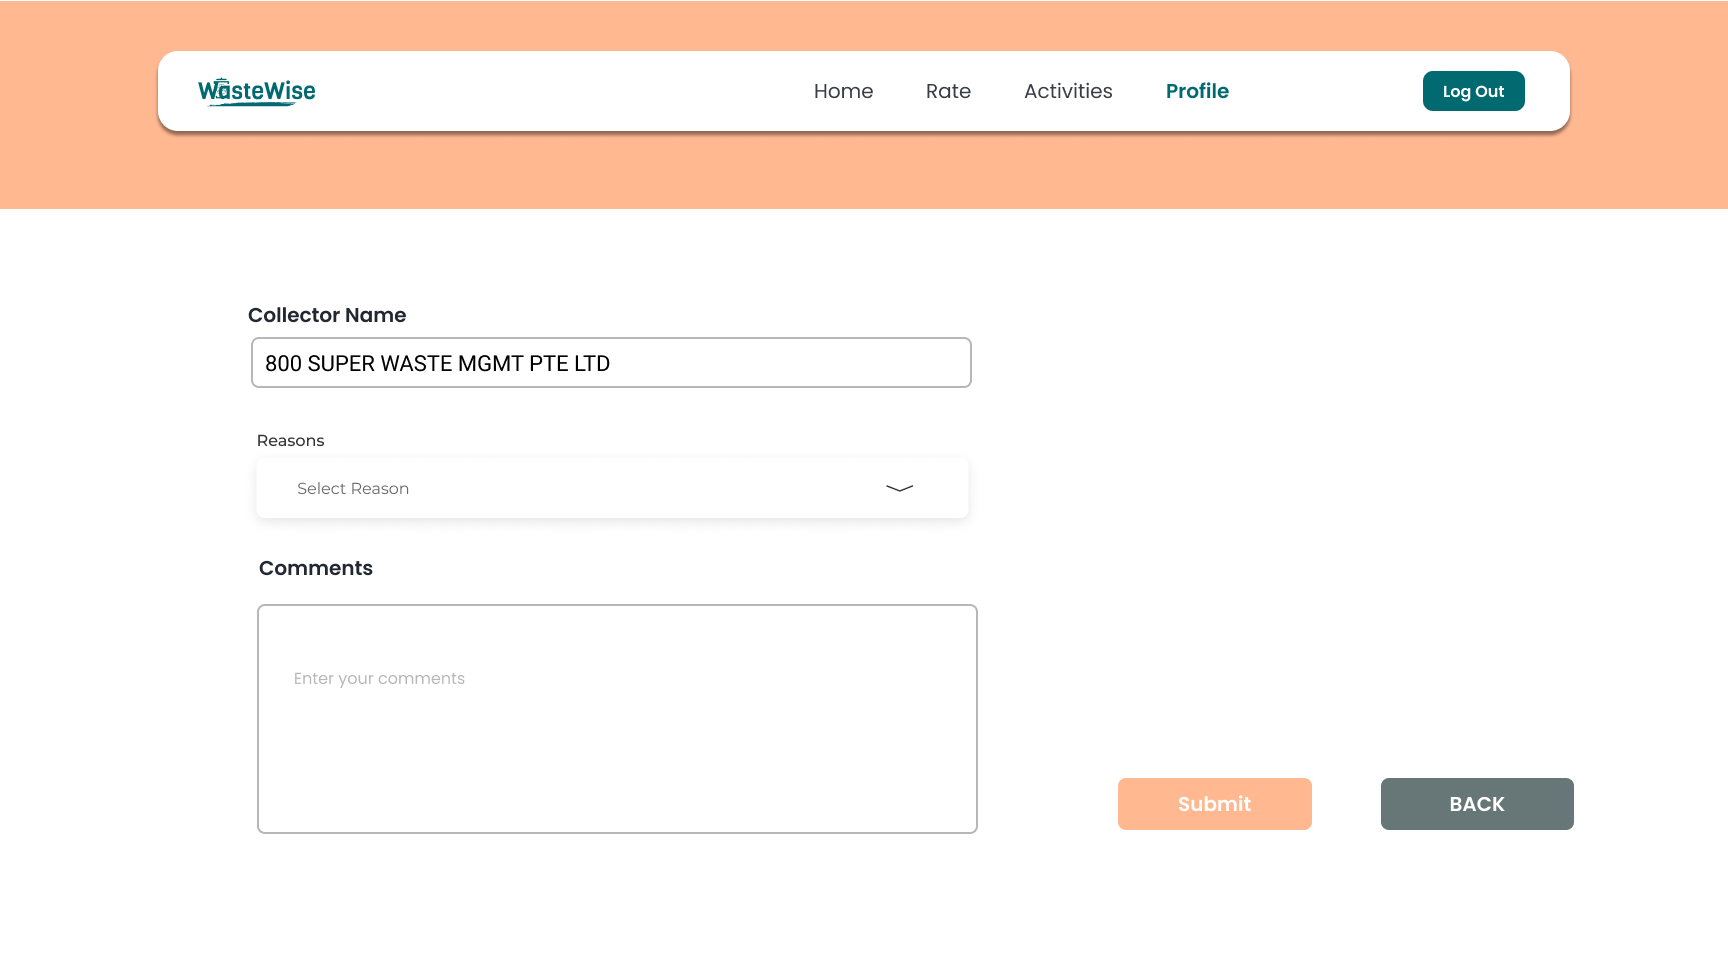 WasteWise
Home Rate Activities Profile Log Out
Collector Name
800 SUPER WASTE MGMT PTE LTD
Reasons
Select Reason
Comments
Enter your comments
Submit BACK